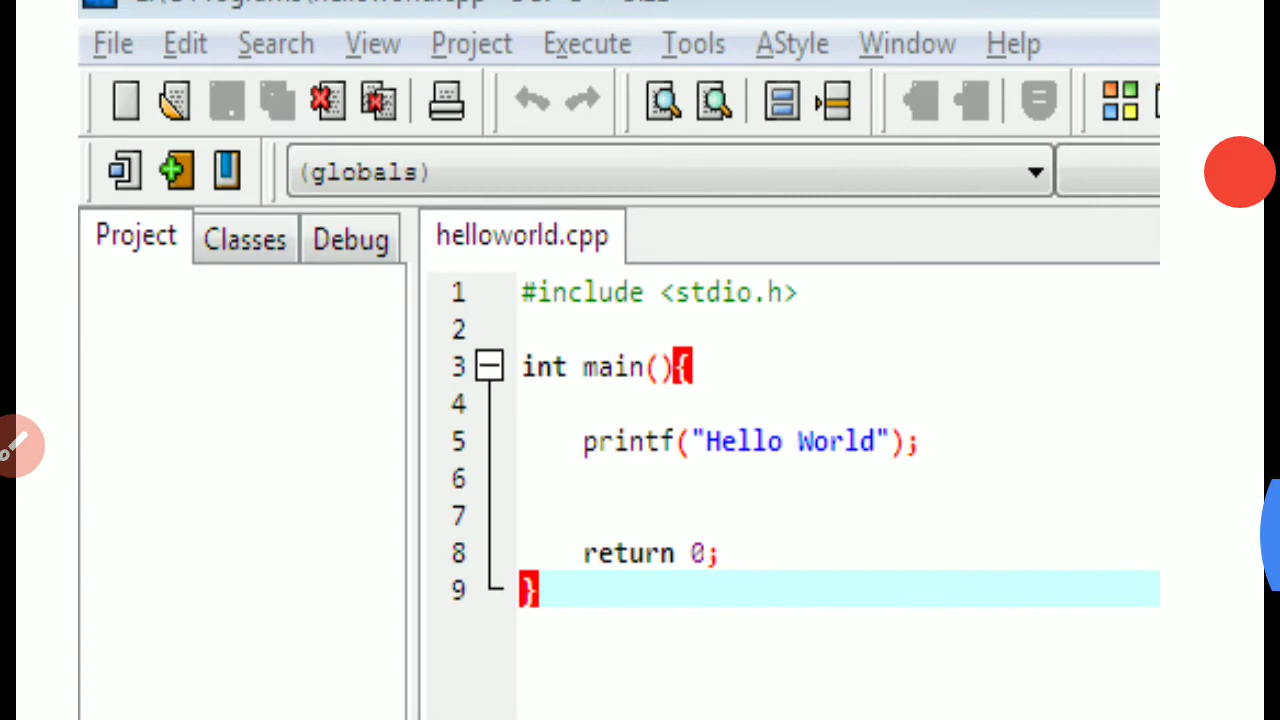 File Edit Search View Project Execute Tools AStyle Window Help
(globals)
Project Classes Debug helloworld.cpp
1 #include <stdio.h>
2
3 int main(){
4
5 printf("Hello World");
6
7
8 return 0;
9 }